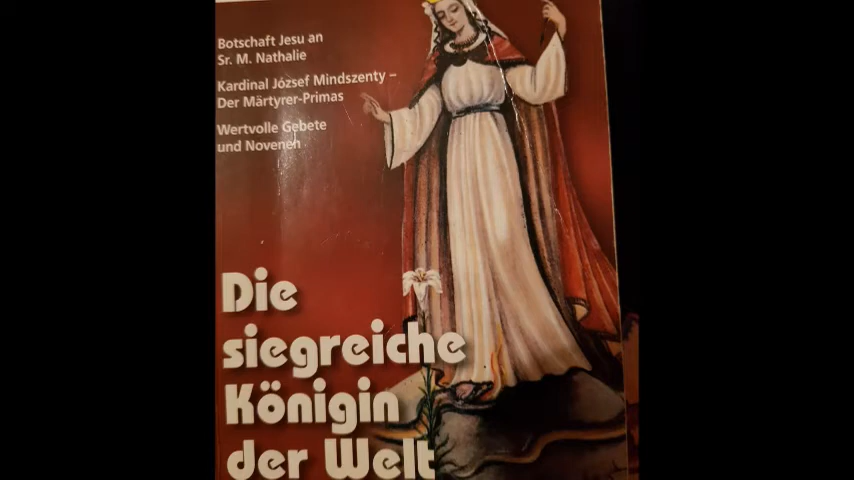 Botschaft Jesu an
Sr. M. Nathalie
Kardinal József Mindszenty –
Der Märtyrer-Primas
Wertvolle Gebete
und Novenen
Die
siegreiche
Königin
der Welt